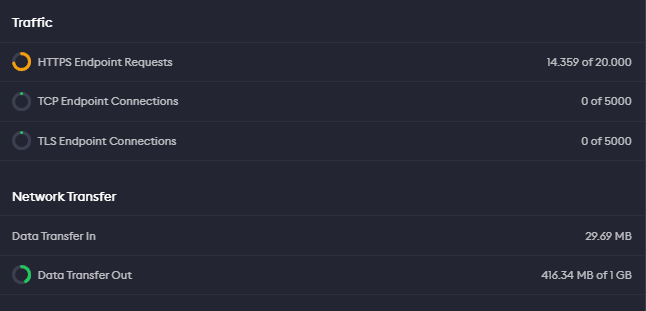 Traffic
HTTPS Endpoint Requests 14.359 of 20.000
TCP Endpoint Connections 0 of 5000
TLS Endpoint Connections 0 of 5000
Network Transfer
Data Transfer In 29.69 MB
Data Transfer Out 416.34 MB of 1 GB